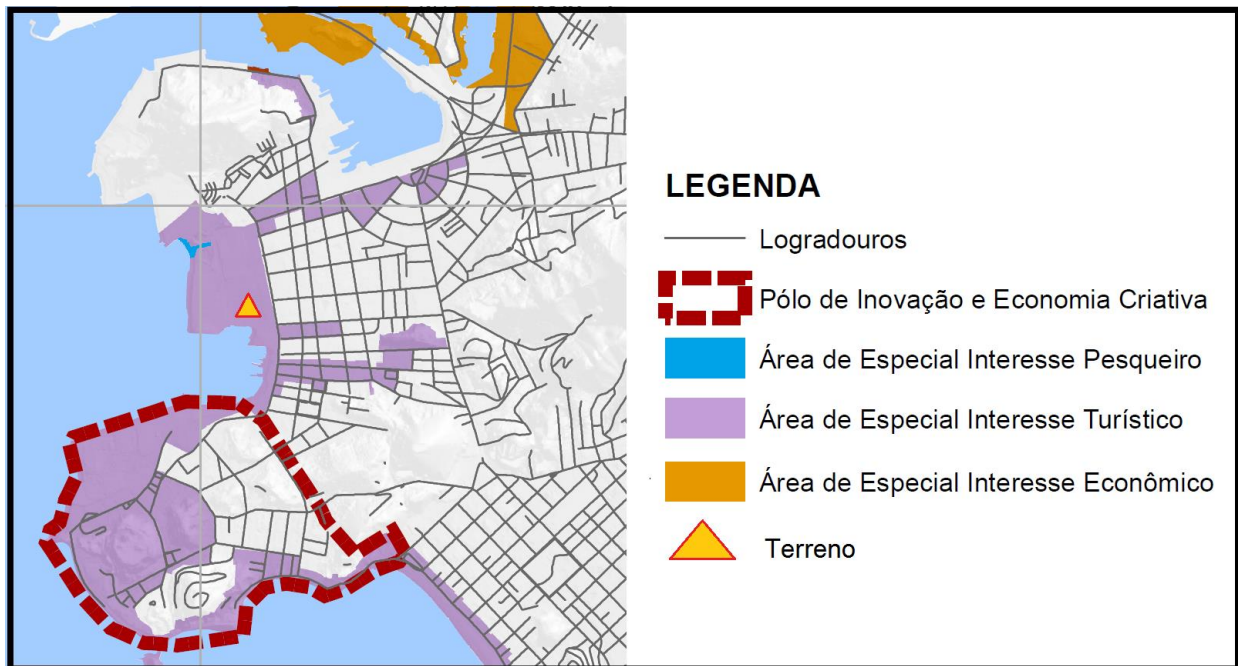 LEGENDA
Logradouros
Pólo de Inovação e Economia Criativa
Área de Especial Interesse Pesqueiro
Área de Especial Interesse Turístico
Área de Especial Interesse Econômico
Terreno